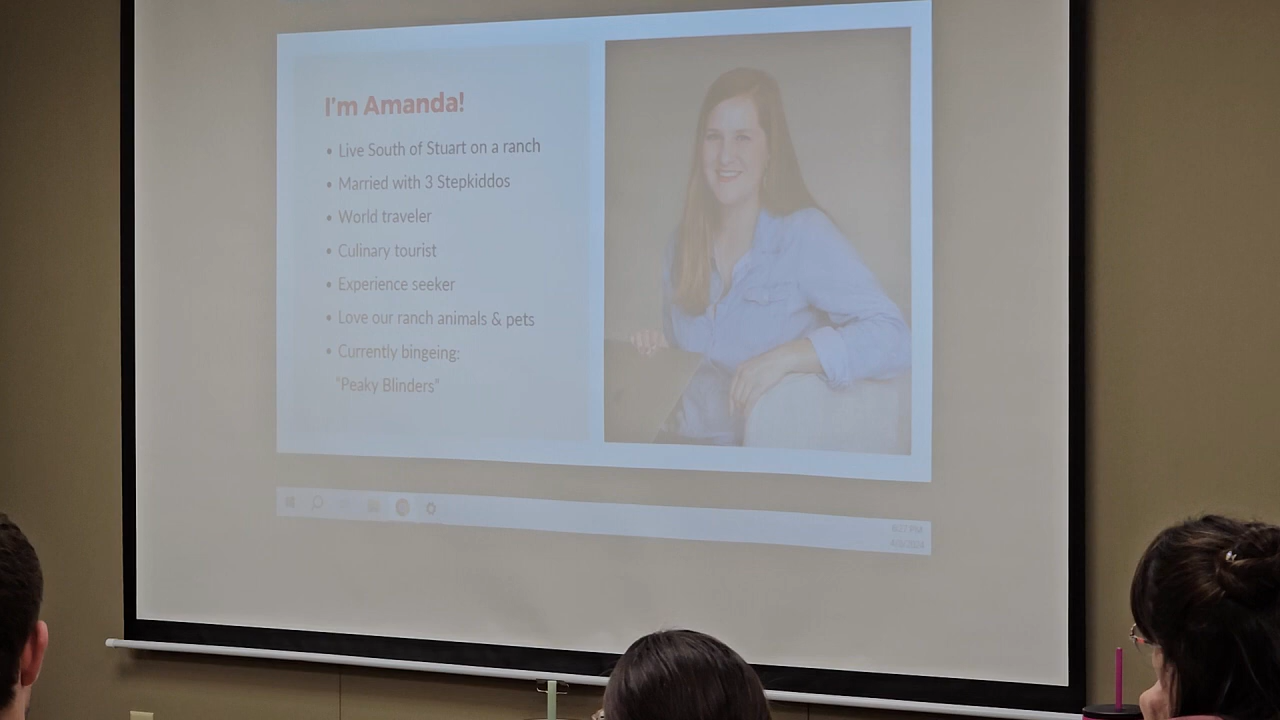 I'm Amanda!
• Live South of Stuart on a ranch
• Married with 3 Stepkiddos
• World traveler
• Culinary tourist
• Experience seeker
• Love our ranch animals & pets
• Currently bingeing:
"Peaky Blinders"